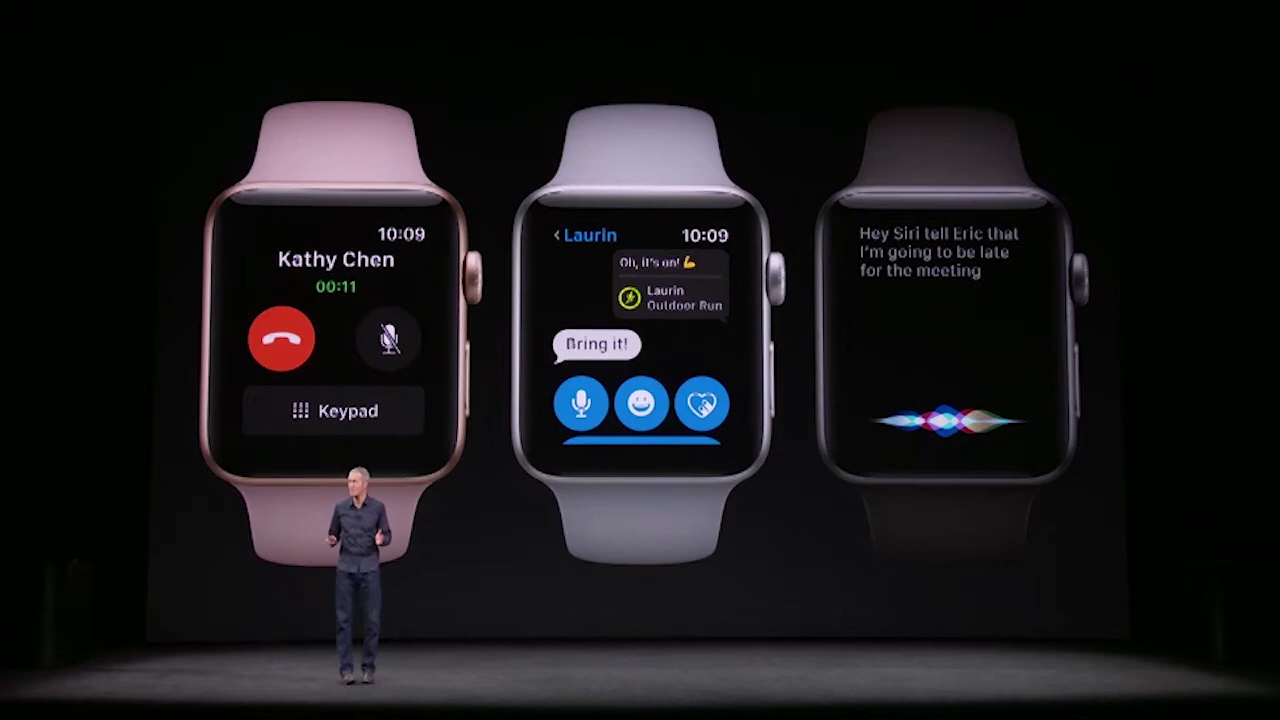 10:09
Kathy Chen
00:11
Keypad
Laurin
10:09
Oh, it's on! 💪
Laurin
Outdoor Run
Bring it!
Hey Siri tell Eric that
I'm going to be late
for the meeting